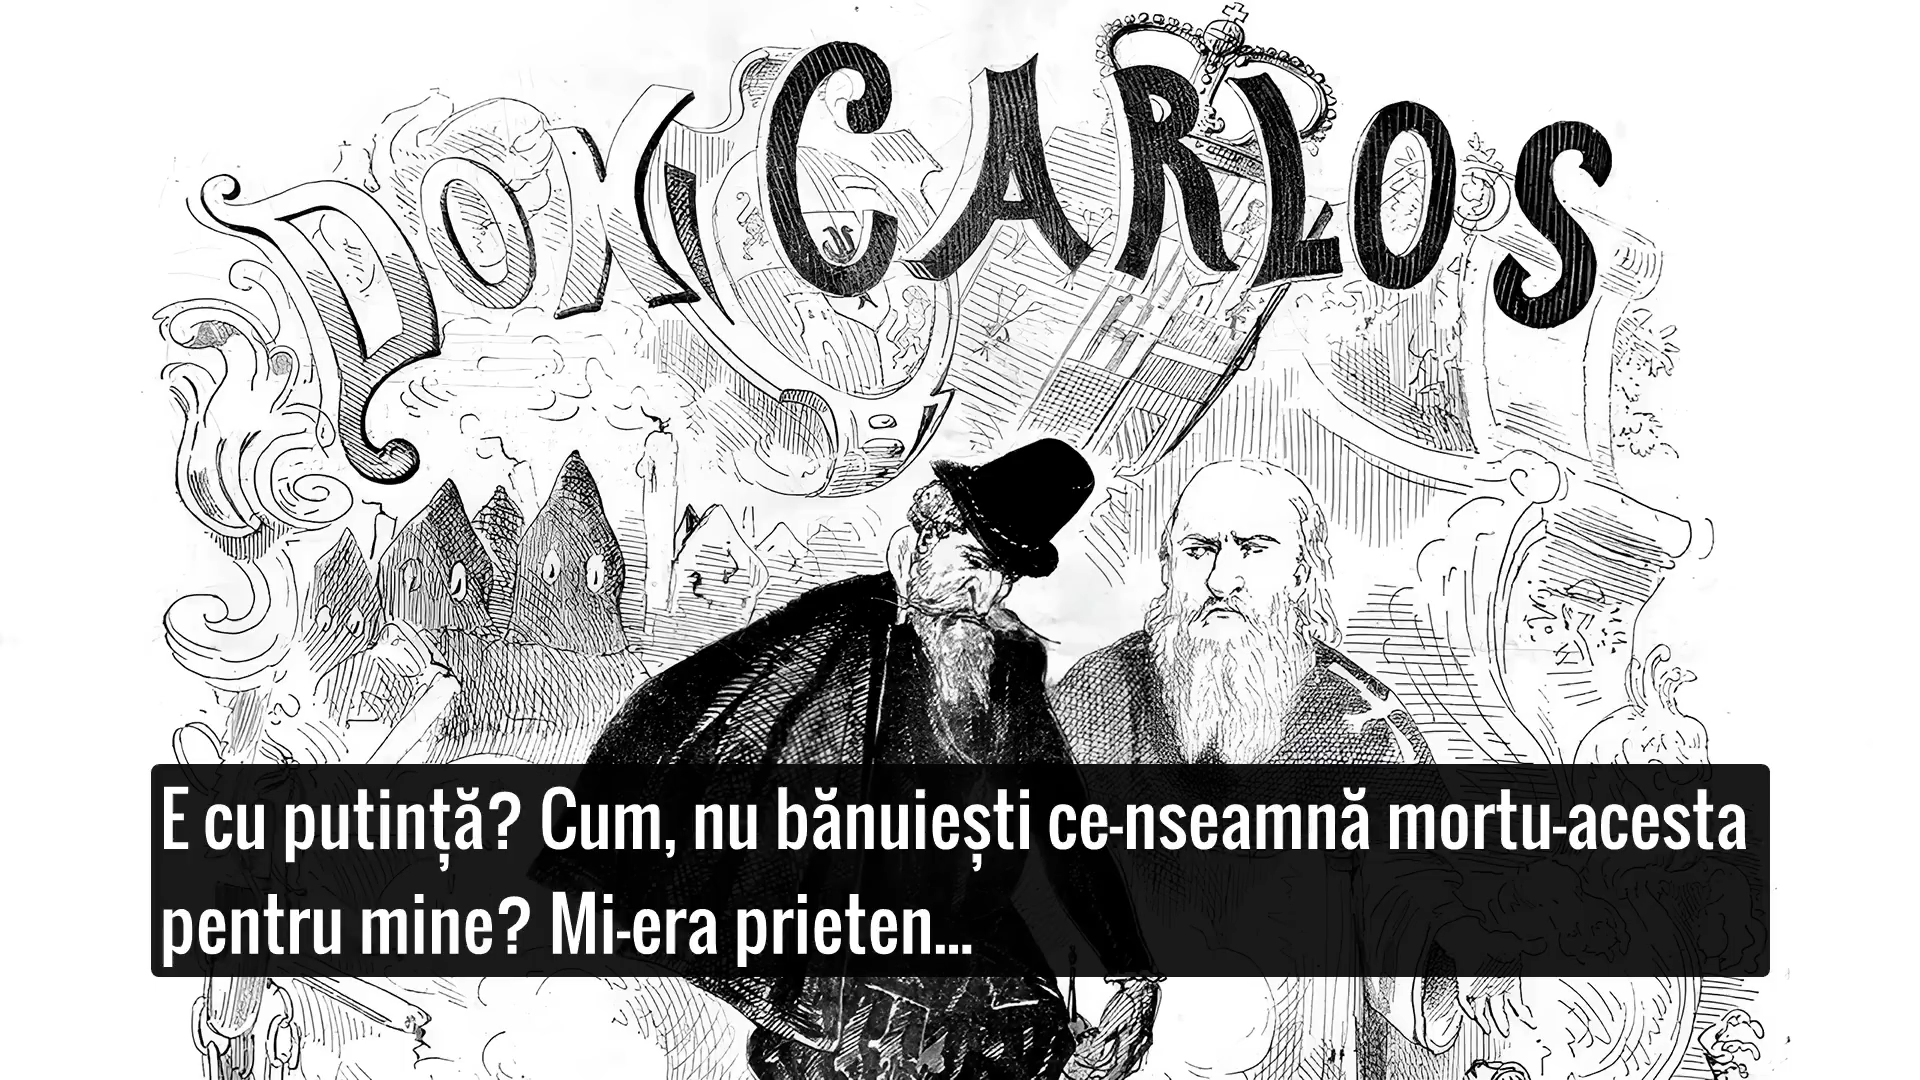 DON CARLOS
E cu putință? Cum, nu bănuiești ce-nseamnă mortu-acesta
pentru mine? Mi-era prieten...